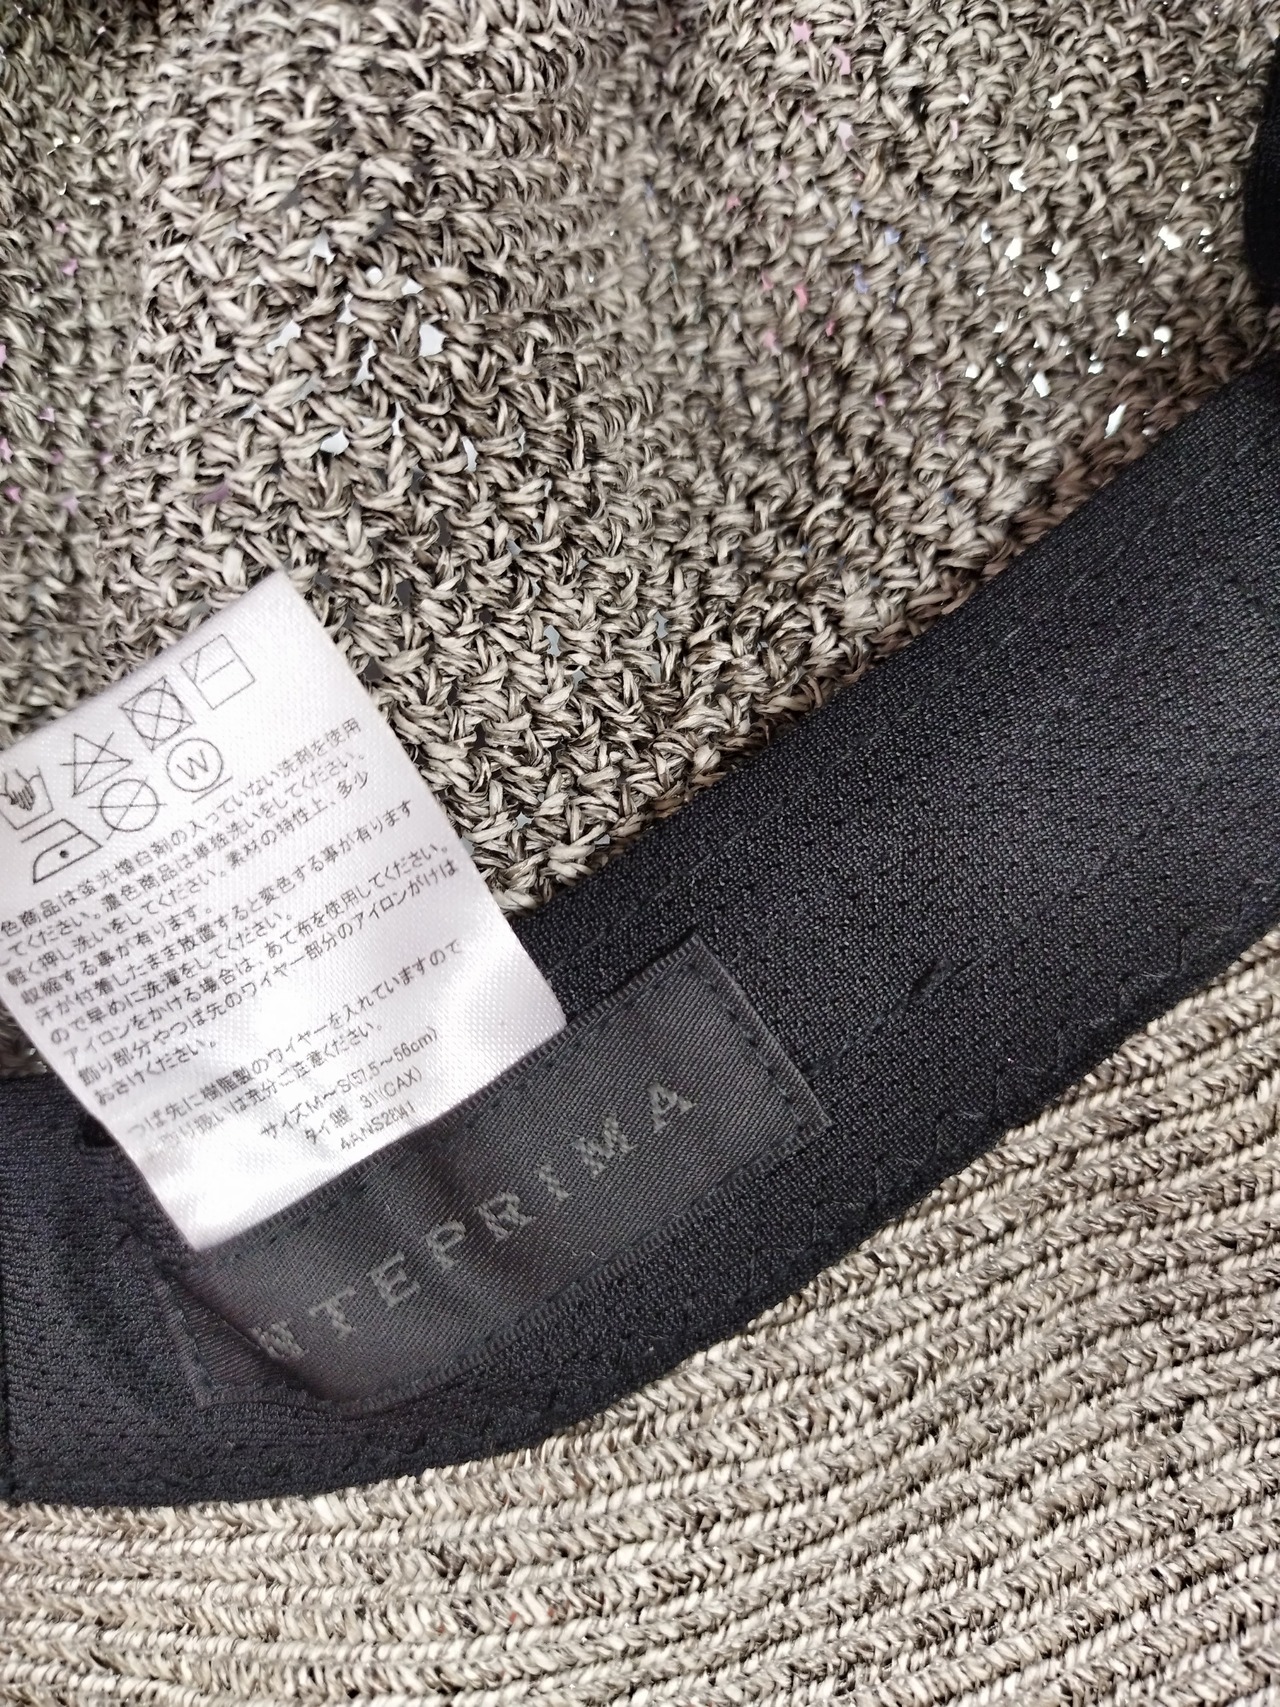 W
色商品は蛍光増白剤の入っていない洗剤を使用
てください。濃色商品は単独洗いをしてください。
軽く押し洗いをしてください。素材の特性上、多少
収縮する事が有ります。
汗が付着したまま放置すると変色する事が有ります
ので早めに洗濯をしてください。
アイロンをかける場合は、あて布を使用してください。
飾り部分やつば先のワイヤー部分のアイロンがけは
おさけください。
つば先に樹脂製のワイヤーを入れていますので
取り扱いは充分ご注意ください。
サイズM～S(57.5～56cm)
タイ製 31(CAX)
4ANS28141
WTEPRIMA